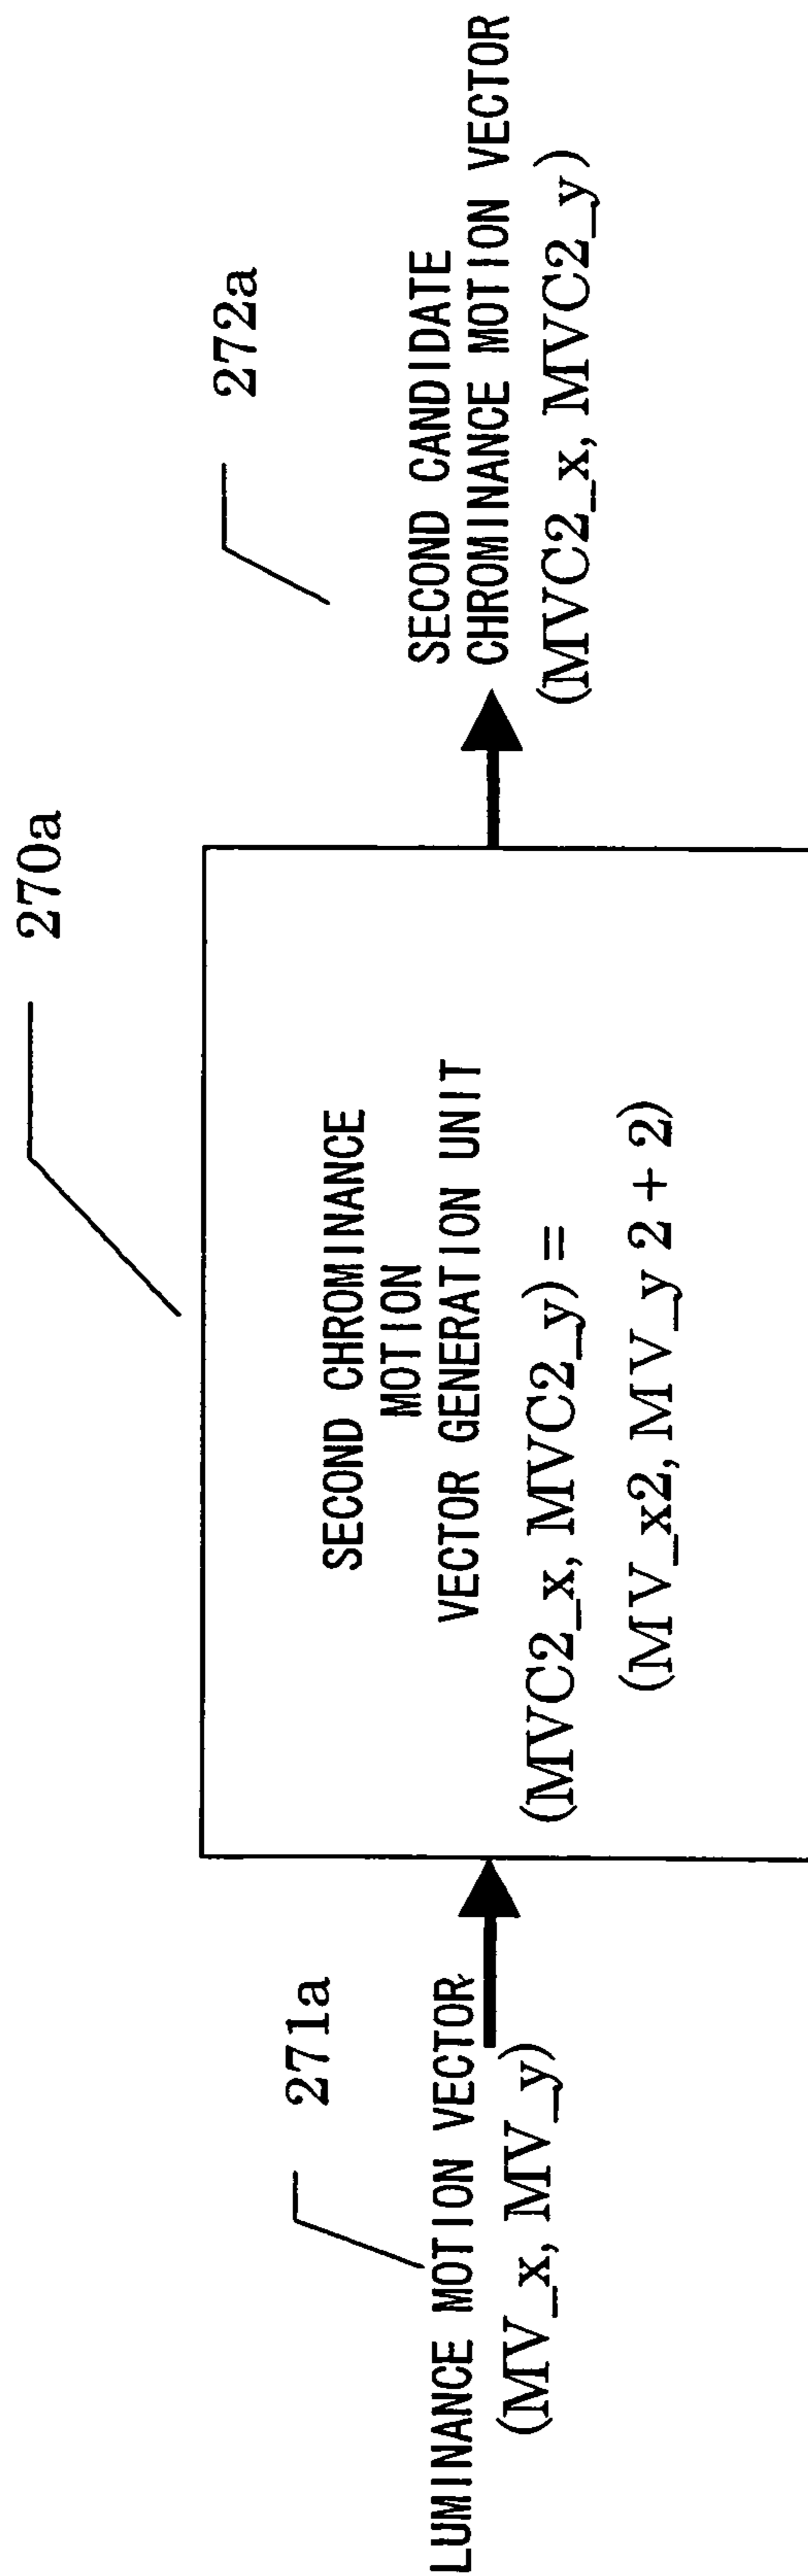 270a
271a
LUMINANCE MOTION VECTOR
(MV_x, MV_y)
SECOND CHROMINANCE
MOTION
VECTOR GENERATION UNIT
(MVC2_x, MVC2_y) =
(MV_x2, MV_y 2 + 2)
272a
SECOND CANDIDATE
CHROMINANCE MOTION VECTOR
(MVC2_x, MVC2_y)